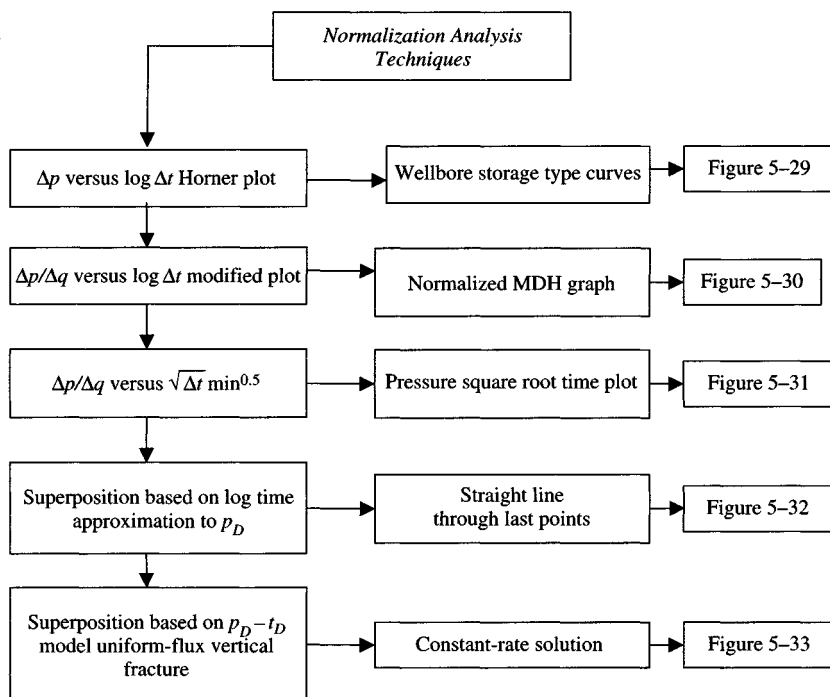 Normalization Analysis
Techniques
Δp versus log Δt Horner plot
Wellbore storage type curves
Figure 5–29
Δp/Δq versus log Δt modified plot
Normalized MDH graph
Figure 5–30
Δp/Δq versus √Δt min^0.5
Pressure square root time plot
Figure 5–31
Superposition based on log time
approximation to p_D
Straight line
through last points
Figure 5–32
Superposition based on p_D – t_D
model uniform-flux vertical
fracture
Constant-rate solution
Figure 5–33